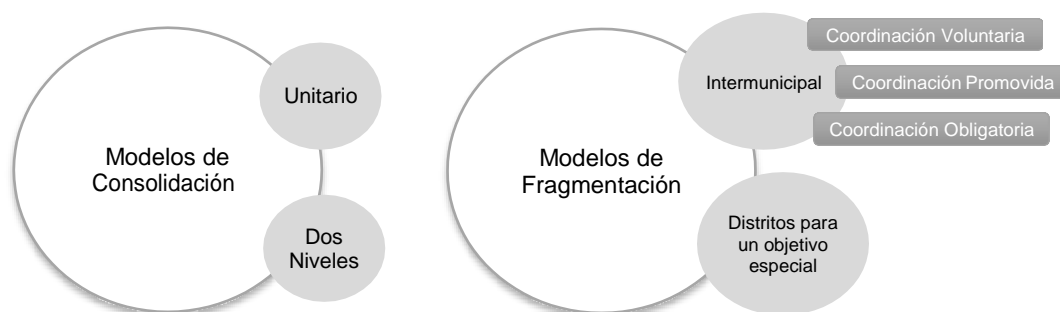 Modelos de
Consolidación
Unitario
Dos
Niveles
Modelos de
Fragmentación
Intermunicipal
Coordinación Voluntaria
Coordinación Promovida
Coordinación Obligatoria
Distritos para
un objetivo
especial